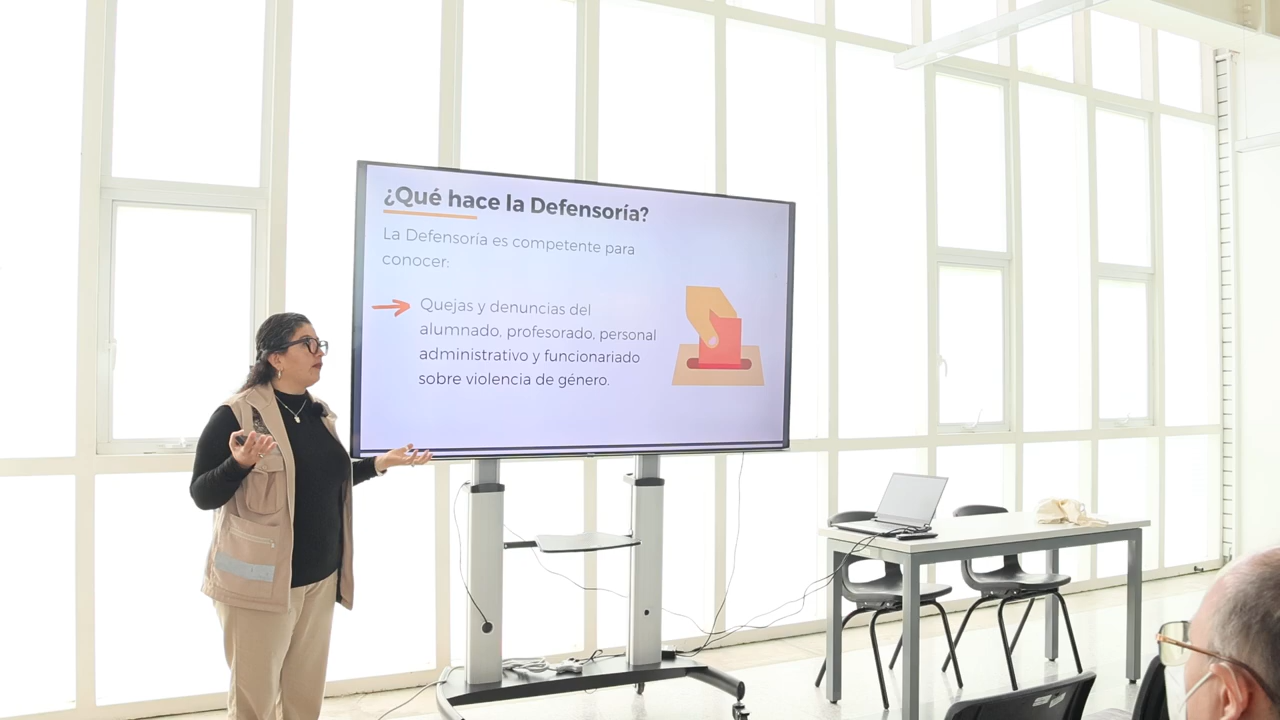 ¿Qué hace la Defensoría?
La Defensoría es competente para
conocer:
Quejas y denuncias del
alumnado, profesorado, personal
administrativo y funcionariado
sobre violencia de género.